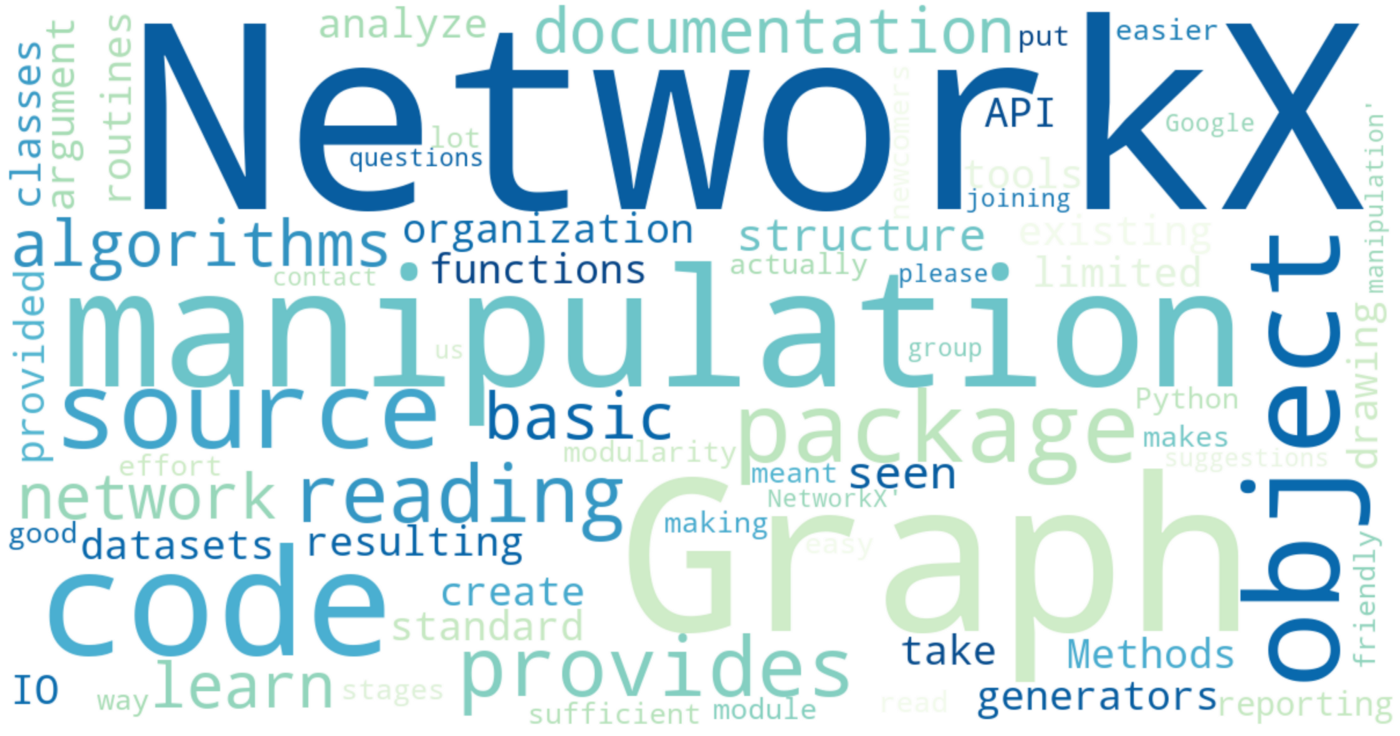 NetworkX
analyze
documentation
put
easier
classes
argument
routines
lot
questions
newcomers
API
Google
tools
joining
manipulation'
algorithms
organization
structure
existing
functions
contact
actually
please
limited
object
provided
manipulation
us
group
drawing
source
basic
package
Python
makes
modularity
suggestions
effort
network
reading
meant
seen
NetworkX'
making
easy
good
datasets
resulting
Graph
friendly
code
create
standard
take
Methods
provides
IO
way
learn
stages
sufficient
module
read
generators
reporting